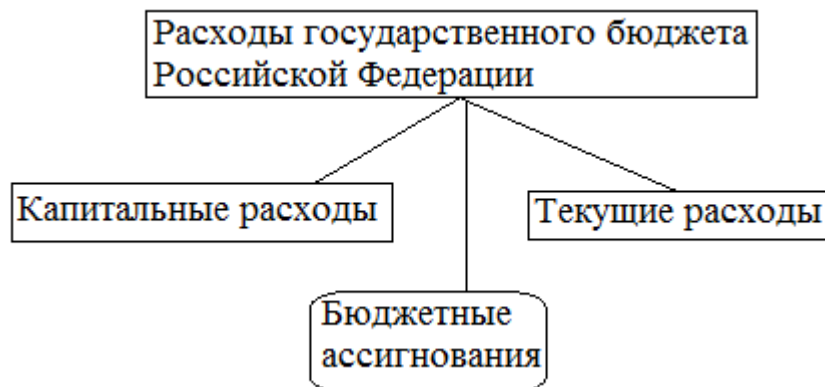 Расходы государственного бюджета
Российской Федерации
Капитальные расходы
Текущие расходы
Бюджетные
ассигнования